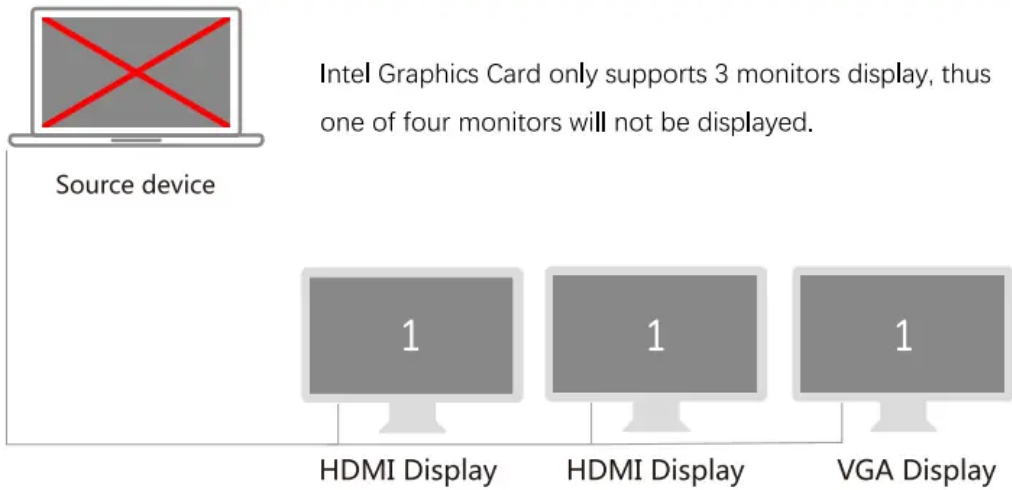 Intel Graphics Card only supports 3 monitors display, thus
one of four monitors will not be displayed.
Source device
1
1
1
HDMI Display
HDMI Display
VGA Display